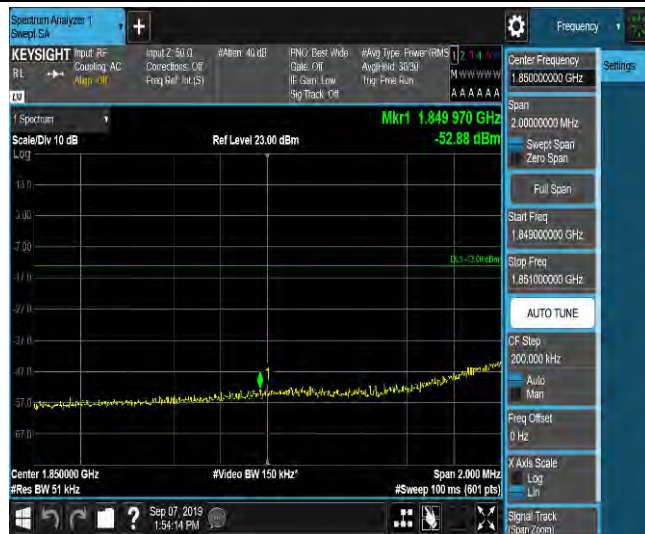 Spectrum Analyzer 1
Swept SA
Frequency
KEYSIGHT
RL
Input: RF
Coupling: AC
Align: Off
Input Z: 50 Ω
Corrections: Off
Freq Ref: Int (S)
#Atten: 40 dB
PNO: Best Wide
Gate: Off
IF Gain: Low
Sig Track: Off
#Avg Type: Power (RMS
Avg|Hold: 30/30
Trig: Free Run
M W W W W W
A A A A A A
1 Spectrum
Scale/Div 10 dB
Log
Ref Level 23.00 dBm
Mkr1 1.849 970 GHz
-52.88 dBm
13.0
3.00
-7.00
DL1 -13.00 dBm
-17.0
-27.0
-37.0
-47.0
-57.0
-67.0
1
Center 1.850000 GHz
#Res BW 51 kHz
#Video BW 150 kHz*
Span 2.000 MHz
#Sweep 100 ms (601 pts)
Sep 07, 2019
1:54:14 PM
Center Frequency
1.850000000 GHz
Settings
Span
2.00000000 MHz
Swept Span
Zero Span
Full Span
Start Freq
1.849000000 GHz
Stop Freq
1.851000000 GHz
AUTO TUNE
CF Step
200.000 kHz
Auto
Man
Freq Offset
0 Hz
X Axis Scale
Log
Lin
Signal Track
(Span Zoom)